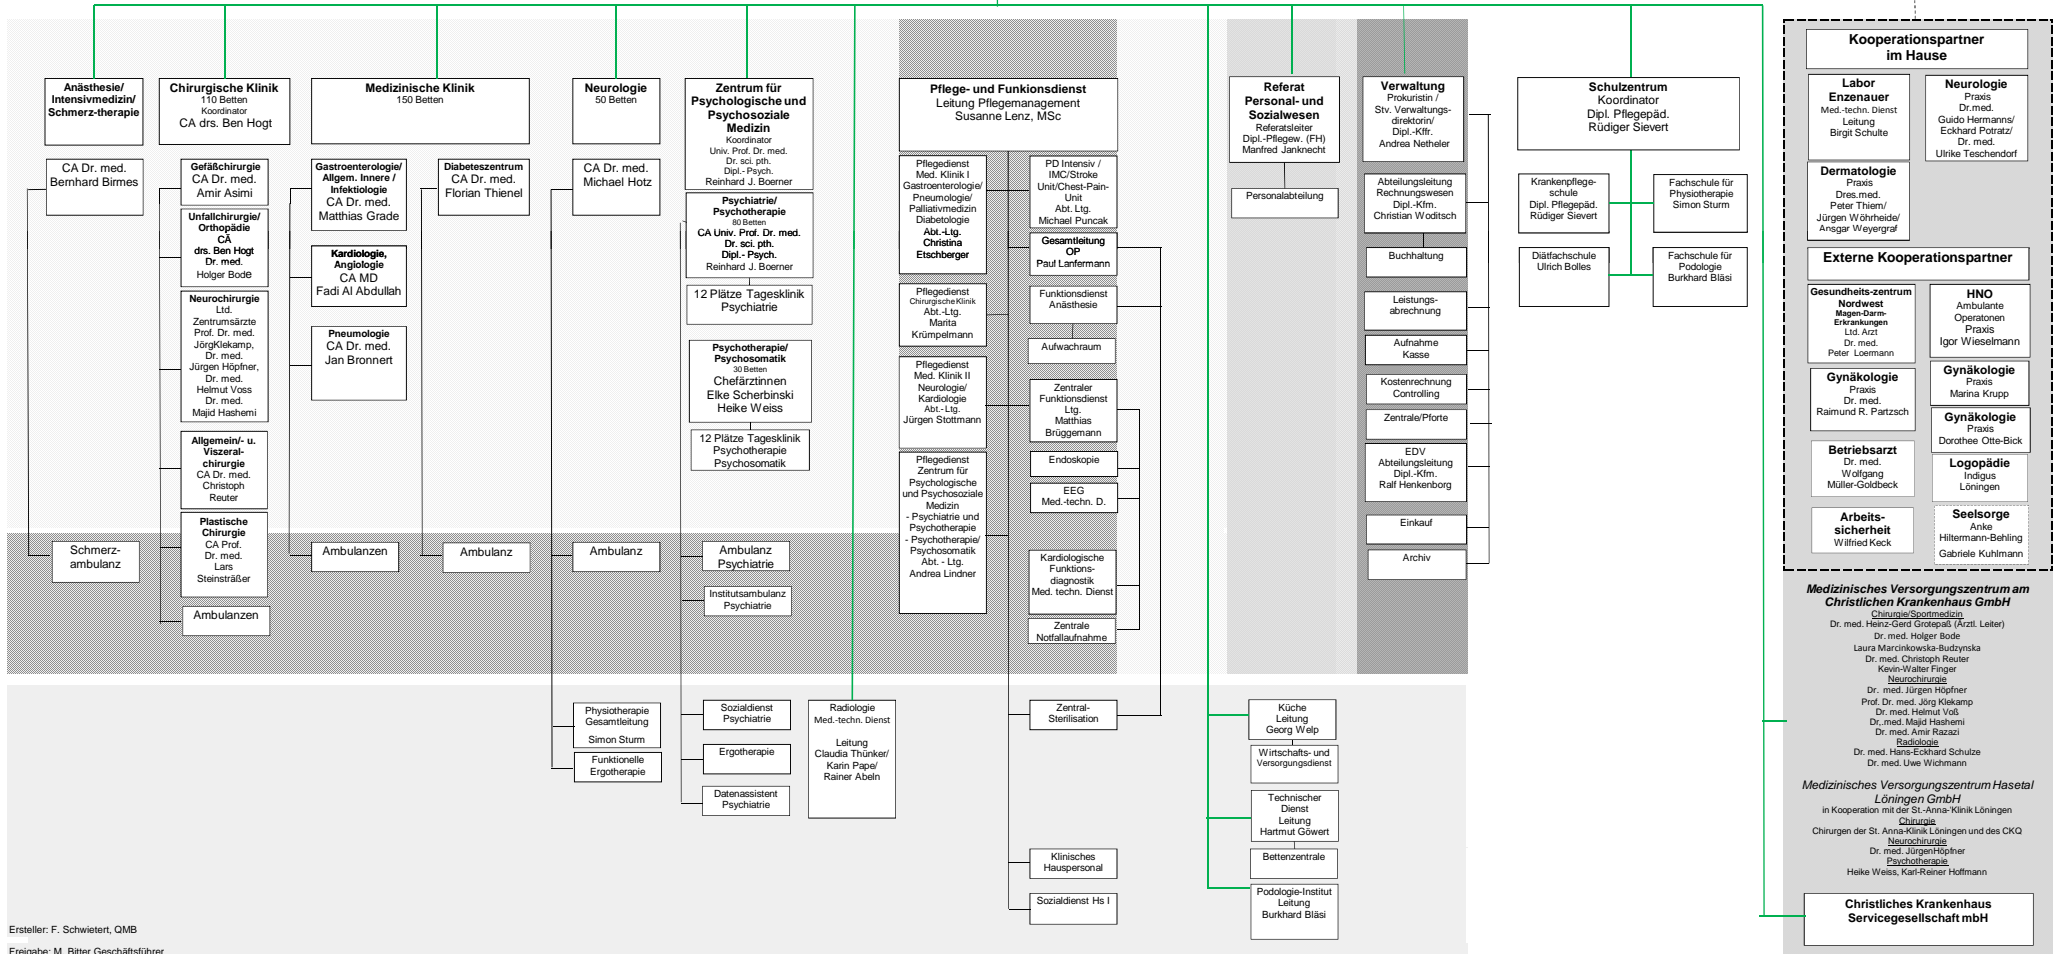 Anästhesie/
Intensivmedizin/
Schmerz-therapie
CA Dr. med.
Bernhard Birmes
Schmerz-
ambulanz
Chirurgische Klinik
110 Betten
Koordinator
CA drs. Ben Hogt
Gefäßchirurgie
CA Dr. med.
Amir Asimi
Unfallchirurgie/
Orthopädie
CÄ
drs. Ben Hogt
Dr. med.
Holger Bode
Neurochirurgie
Ltd.
Zentrumsärzte
Prof. Dr. med.
JörgKlekamp,
Dr. med.
Jürgen Höpfner,
Dr. med.
Helmut Voss
Dr. med.
Majid Hashemi
Allgemein/- u.
Viszeral-
chirurgie
CA Dr. med.
Christoph
Reuter
Plastische
Chirurgie
CA Prof.
Dr. med.
Lars
Steinsträßer
Ambulanzen
Medizinische Klinik
150 Betten
Gastroenterologie/
Allgem. Innere /
Infektiologie
CA Dr. med.
Matthias Grade
Kardiologie,
Angiologie
CA MD
Fadi Al Abdullah
Pneumologie
CA Dr. med.
Jan Bronnert
Ambulanzen
Diabeteszentrum
CA Dr. med.
Florian Thienel
Ambulanz
Neurologie
50 Betten
CA Dr. med.
Michael Hotz
Ambulanz
Physiotherapie
Gesamtleitung
Simon Sturm
Funktionelle
Ergotherapie
Zentrum für
Psychologische und
Psychosoziale
Medizin
Koordinator
Univ. Prof. Dr. med.
Dr. sci. pth.
Dipl.- Psych.
Reinhard J. Boerner
Psychiatrie/
Psychotherapie
80 Betten
CA Univ. Prof. Dr. med.
Dr. sci. pth.
Dipl.- Psych.
Reinhard J. Boerner
12 Plätze Tagesklinik
Psychiatrie
Psychotherapie/
Psychosomatik
30 Betten
Chefärztinnen
Elke Scherbinski
Heike Weiss
12 Plätze Tagesklinik
Psychotherapie
Psychosomatik
Ambulanz
Psychiatrie
Institutsambulanz
Psychiatrie
Sozialdienst
Psychiatrie
Ergotherapie
Datenassistent
Psychiatrie
Radiologie
Med.-techn. Dienst
Leitung
Claudia Thünker/
Karin Pape/
Rainer Abeln
Pflege- und Funkionsdienst
Leitung Pflegemanagement
Susanne Lenz, MSc
Pflegedienst
Med. Klinik I
Gastroenterologie/
Pneumologie/
Palliativmedizin
Diabetologie
Abt.-Ltg.
Christina
Etschberger
Pflegedienst
Chirurgische Klinik
Abt.-Ltg.
Marita
Krümpelmann
Pflegedienst
Med. Klinik II
Neurologie/
Kardiologie
Abt.- Ltg.
Jürgen Stottmann
Pflegedienst
Zentrum für
Psychologische
und Psychosoziale
Medizin
- Psychiatrie und
Psychotherapie
- Psychotherapie/
Psychosomatik
Abt. - Ltg.
Andrea Lindner
PD Intensiv /
IMC/Stroke
Unit/Chest-Pain-
Unit
Abt. Ltg.
Michael Puncak
Gesamtleitung
OP
Paul Lanfermann
Funktionsdienst
Anästhesie
Aufwachraum
Zentraler
Funktionsdienst
Ltg.
Matthias
Brüggemann
Endoskopie
EEG
Med.-techn. D.
Kardiologische
Funktions-
diagnostik
Med. techn. Dienst
Zentrale
Notfallaufnahme
Zentral-
Sterilisation
Klinisches
Hauspersonal
Sozialdienst Hs I
Referat
Personal- und
Sozialwesen
Referatsleiter
Dipl.-Pflegew. (FH)
Manfred Janknecht
Personalabteilung
Küche
Leitung
Georg Welp
Wirtschafts- und
Versorgungsdienst
Technischer
Dienst
Leitung
Hartmut Göwert
Bettenzentrale
Podologie-Institut
Leitung
Burkhard Bläsi
Verwaltung
Prokuristin /
Stv. Verwaltungs-
direktorin/
Dipl.-Kffr.
Andrea Netheler
Abteilungsleitung
Rechnungswesen
Dipl.-Kfm.
Christian Woditsch
Buchhaltung
Leistungs-
abrechnung
Aufnahme
Kasse
Kostenrechnung
Controlling
Zentrale/Pforte
EDV
Abteilungsleitung
Dipl.-Kfm.
Ralf Henkenborg
Einkauf
Archiv
Schulzentrum
Koordinator
Dipl. Pflegepäd.
Rüdiger Sievert
Krankenpflege-
schule
Dipl. Pflegepäd.
Rüdiger Sievert
Fachschule für
Physiotherapie
Simon Sturm
Diätfachschule
Ulrich Bolles
Fachschule für
Podologie
Burkhard Bläsi
Kooperationspartner
im Hause
Labor
Enzenauer
Med.-techn. Dienst
Leitung
Birgit Schulte
Neurologie
Praxis
Dr.med.
Guido Hermanns/
Eckhard Potratz/
Dr. med.
Ulrike Teschendorf
Dermatologie
Praxis
Dres.med.
Peter Thiem/
Jürgen Wöhrheide/
Ansgar Weyergraf
Externe Kooperationspartner
Gesundheits-zentrum
Nordwest
Magen-Darm-
Erkrankungen
Ltd. Arzt
Dr. med.
Peter Loermann
HNO
Ambulante
Operatonen
Praxis
Igor Wieselmann
Gynäkologie
Praxis
Dr. med.
Raimund R. Partzsch
Gynäkologie
Praxis
Marina Krupp
Gynäkologie
Praxis
Dorothee Otte-Bick
Betriebsarzt
Dr. med.
Wolfgang
Müller-Goldbeck
Logopädie
Indigus
Löningen
Arbeits-
sicherheit
Wilfried Keck
Seelsorge
Anke
Hiltermann-Behling
Gabriele Kuhlmann
Medizinisches Versorgungszentrum am
Christlichen Krankenhaus GmbH
Chirurgie/Sportmedizin
Dr. med. Heinz-Gerd Grotepaß (Ärztl. Leiter)
Dr. med. Holger Bode
Laura Marcinkowska-Budzynska
Dr. med. Christoph Reuter
Kevin-Walter Finger
Neurochirurgie
Dr. med. Jürgen Höpfner
Prof. Dr. med. Jörg Klekamp
Dr. med. Helmut Voß
Dr,.med. Majid Hashemi
Dr. med. Amir Razazi
Radiologie
Dr. med. Hans-Eckhard Schulze
Dr. med. Uwe Wichmann
Medizinisches Versorgungszentrum Hasetal
Löningen GmbH
in Kooperation mit der St.-Anna-'Klinik Löningen
Chirurgie
Chirurgen der St. Anna-Klinik Löningen und des CKQ
Neurochirurgie
Dr. med. JürgenHöpfner
Psychotherapie
Heike Weiss, Karl-Reiner Hoffmann
Christliches Krankenhaus
Servicegesellschaft mbH
Ersteller: F. Schwietert, QMB
Freigabe: M. Bitter Geschäftsführer